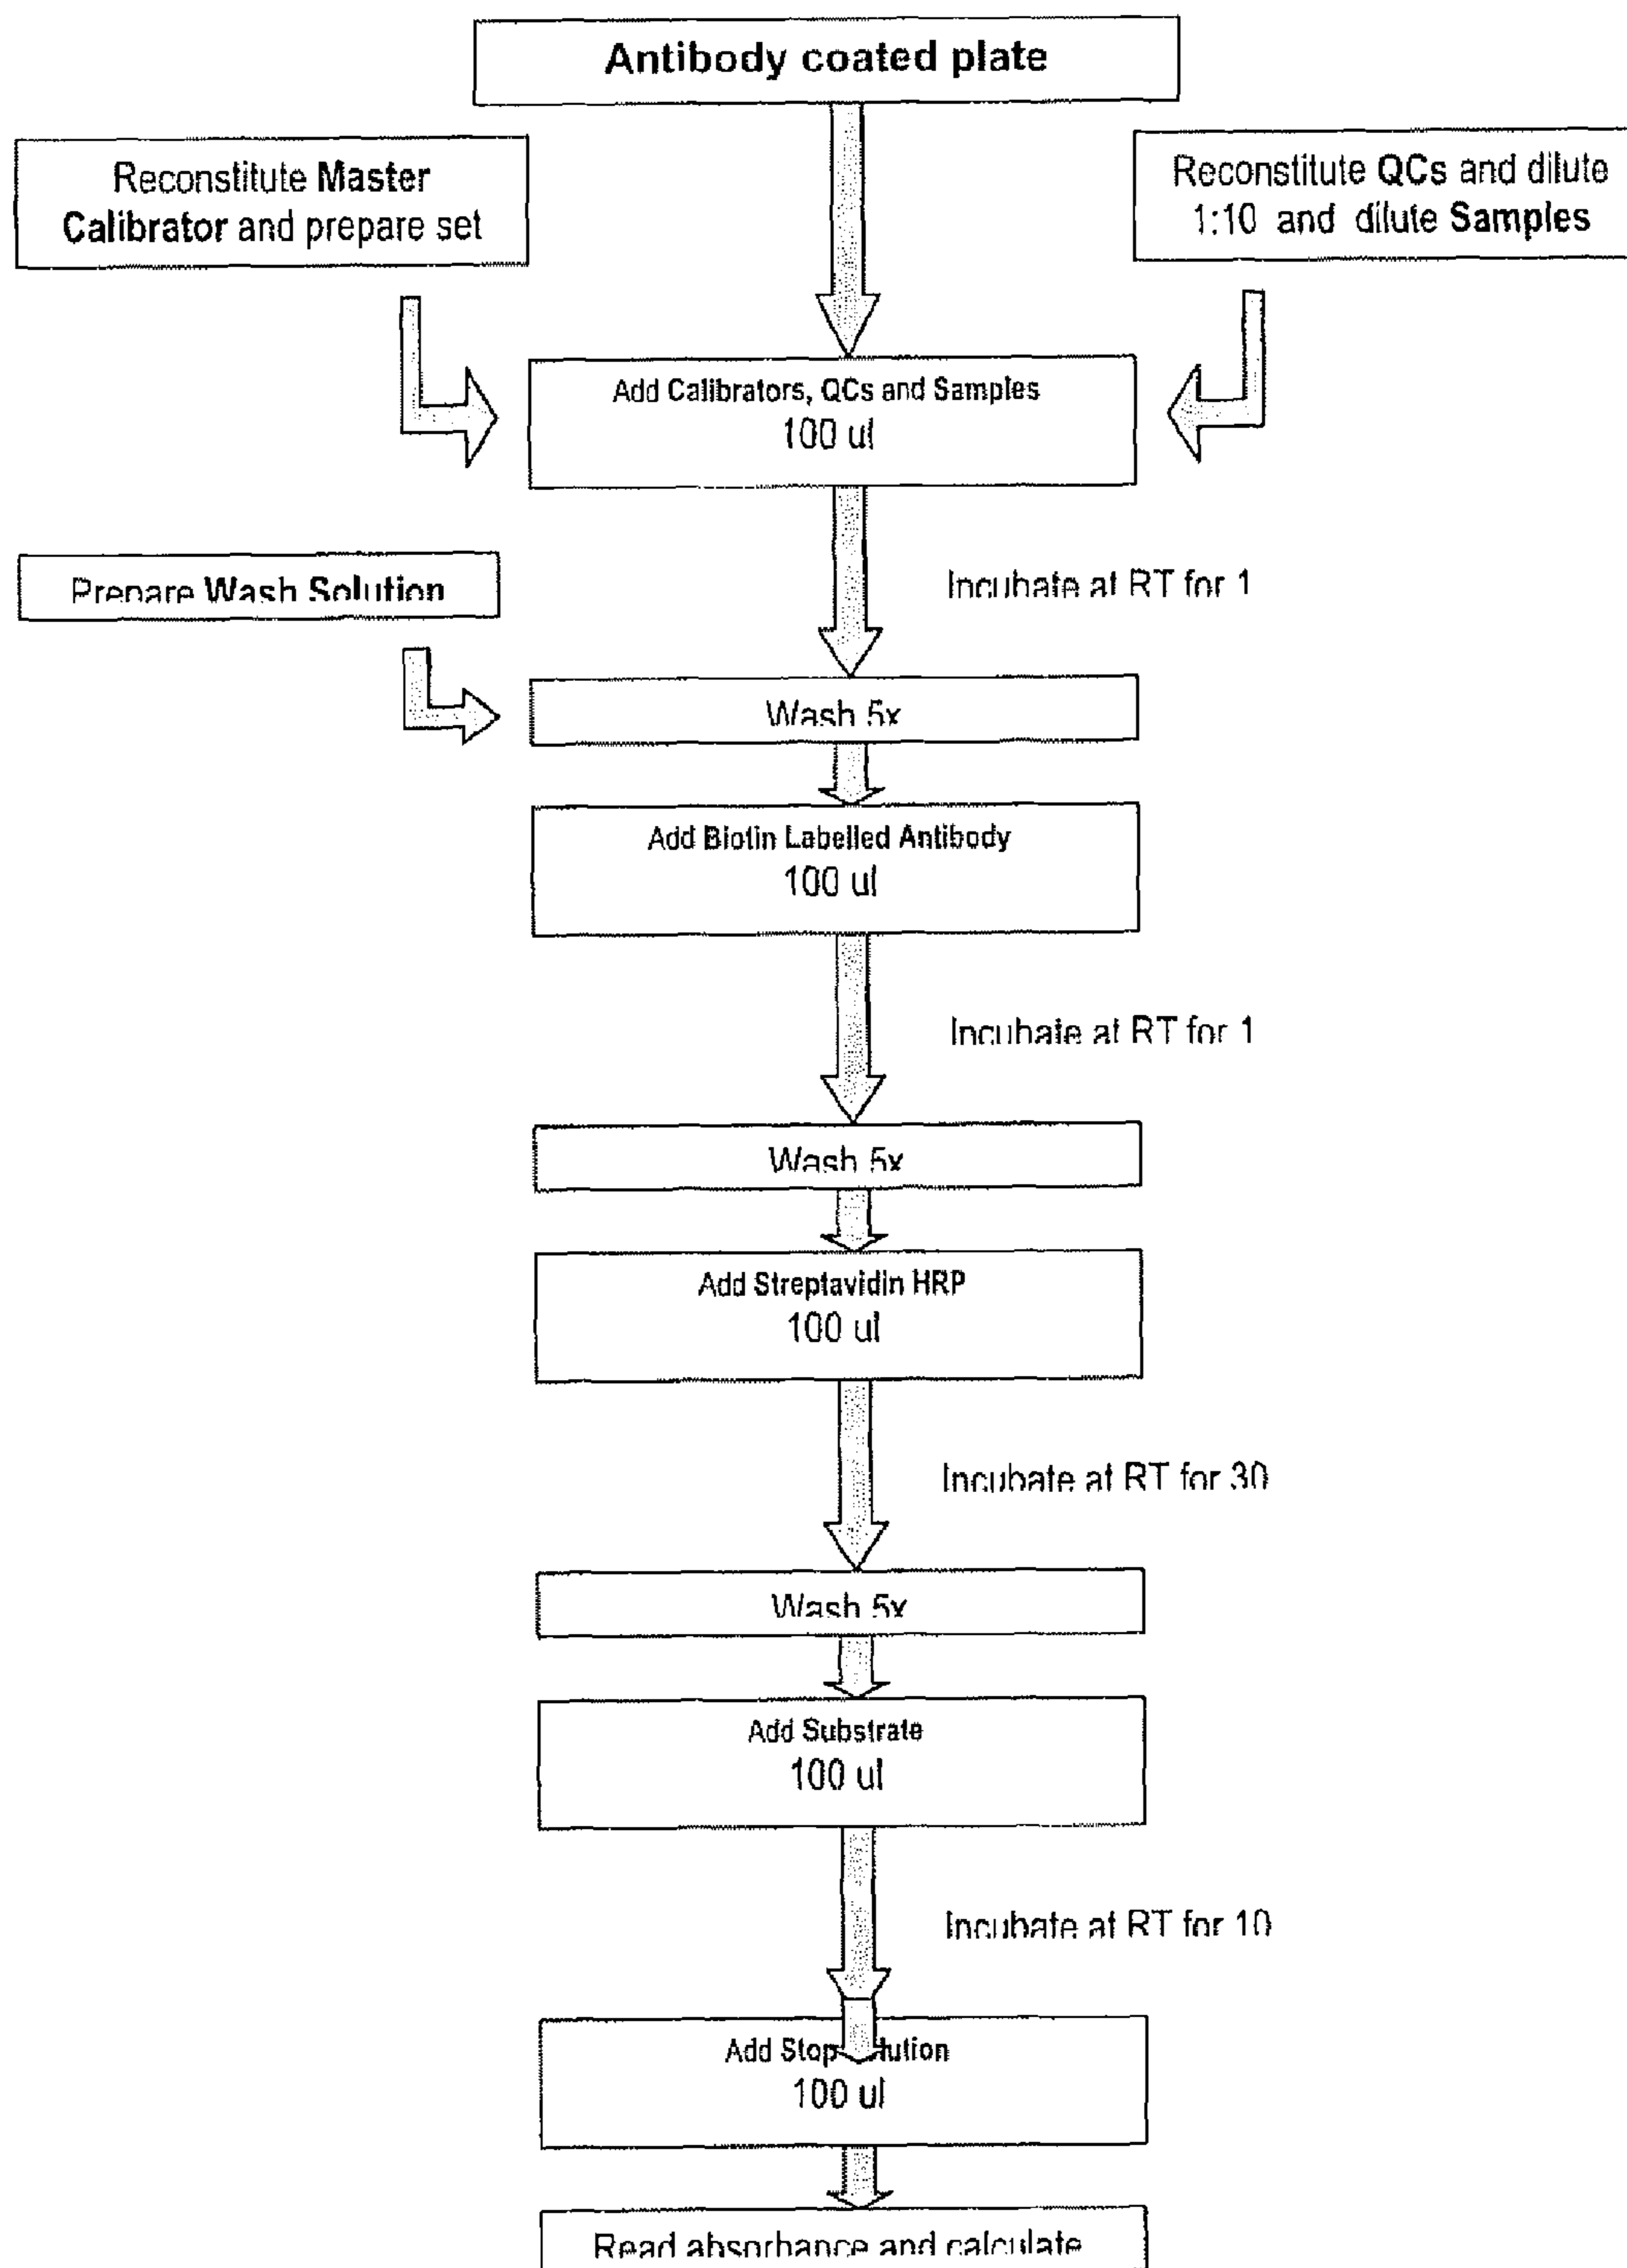 Antibody coated plate
Reconstitute Master
Calibrator and prepare set
Reconstitute QCs and dilute
1:10 and dilute Samples
Add Calibrators, QCs and Samples
100 ul
Incubate at RT for 1
Prepare Wash Solution
Wash 5x
Add Biotin Labelled Antibody
100 ul
Incubate at RT for 1
Wash 5x
Add Streptavidin HRP
100 ul
Incubate at RT for 30
Wash 5x
Add Substrate
100 ul
Incubate at RT for 10
Add Stop
100 ul
Read absorbance and calculate